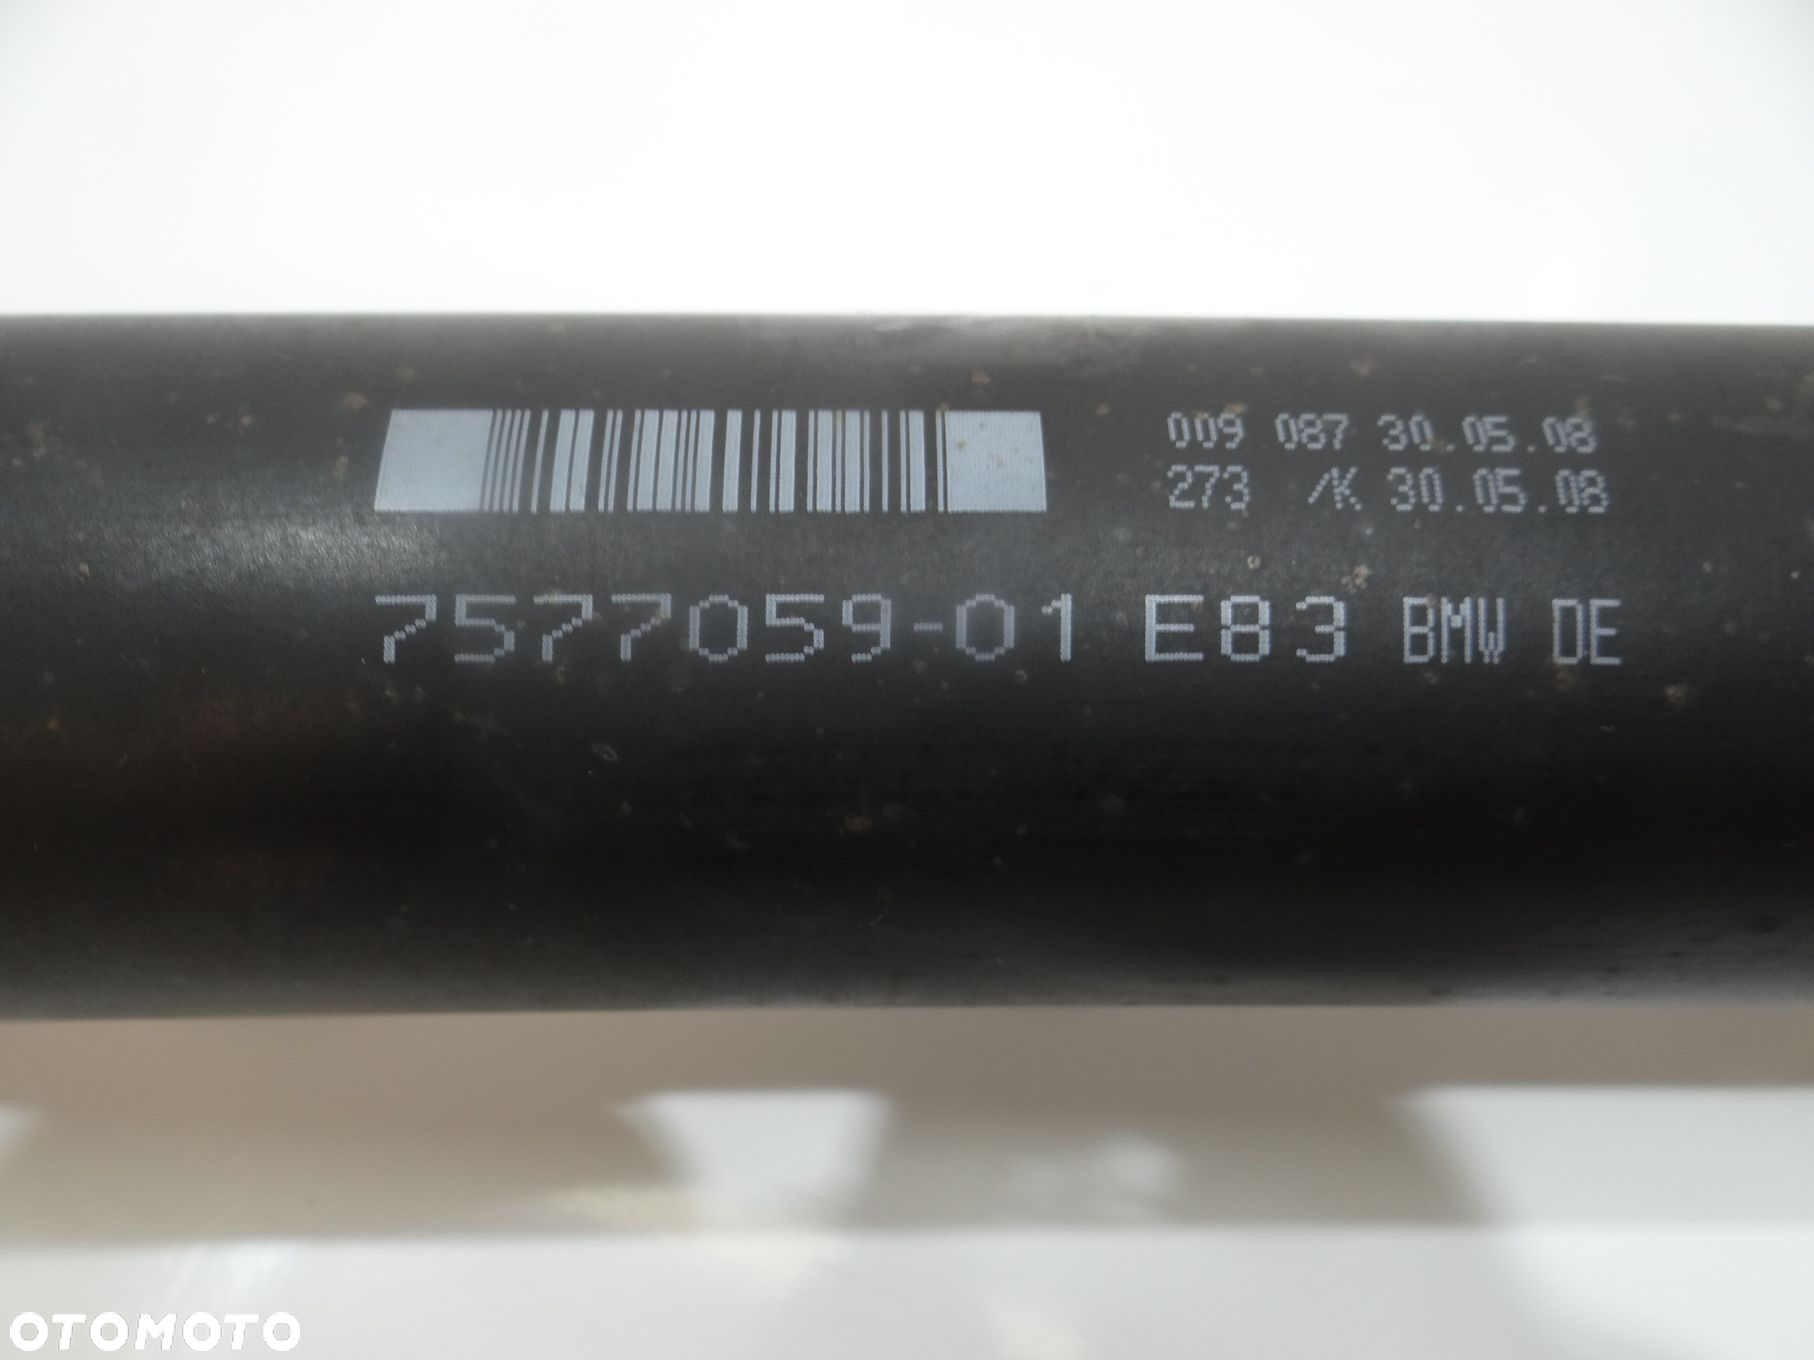 009 087 30.05.08
273 /K 30.05.08
7577059-01 E83 BMW DE
OTOMOTO